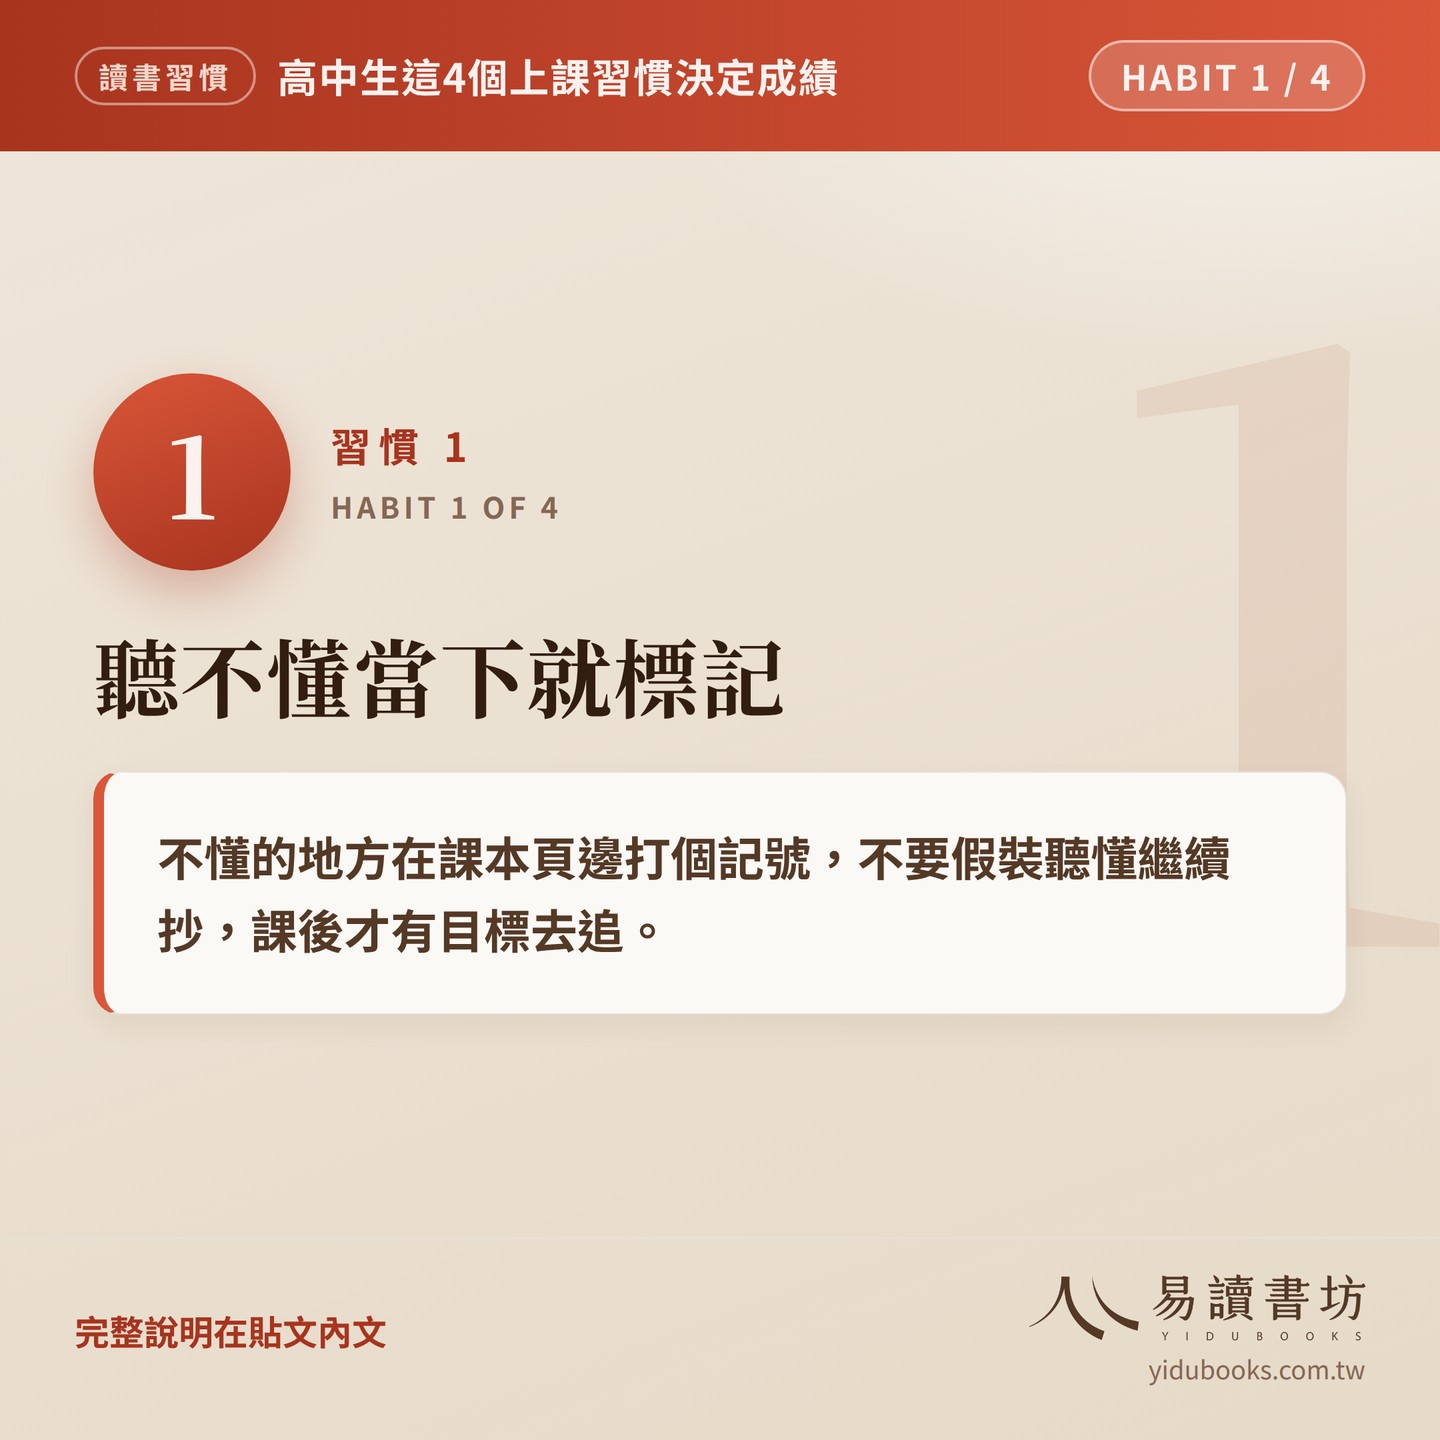 讀書習慣
高中生這4個上課習慣決定成績
HABIT 1 / 4
1
1
習慣 1
HABIT 1 OF 4
聽不懂當下就標記
不懂的地方在課本頁邊打個記號，不要假裝聽懂繼續
抄，課後才有目標去追。
完整說明在貼文內文
易讀書坊
YIDUBOOKS
yidubooks.com.tw